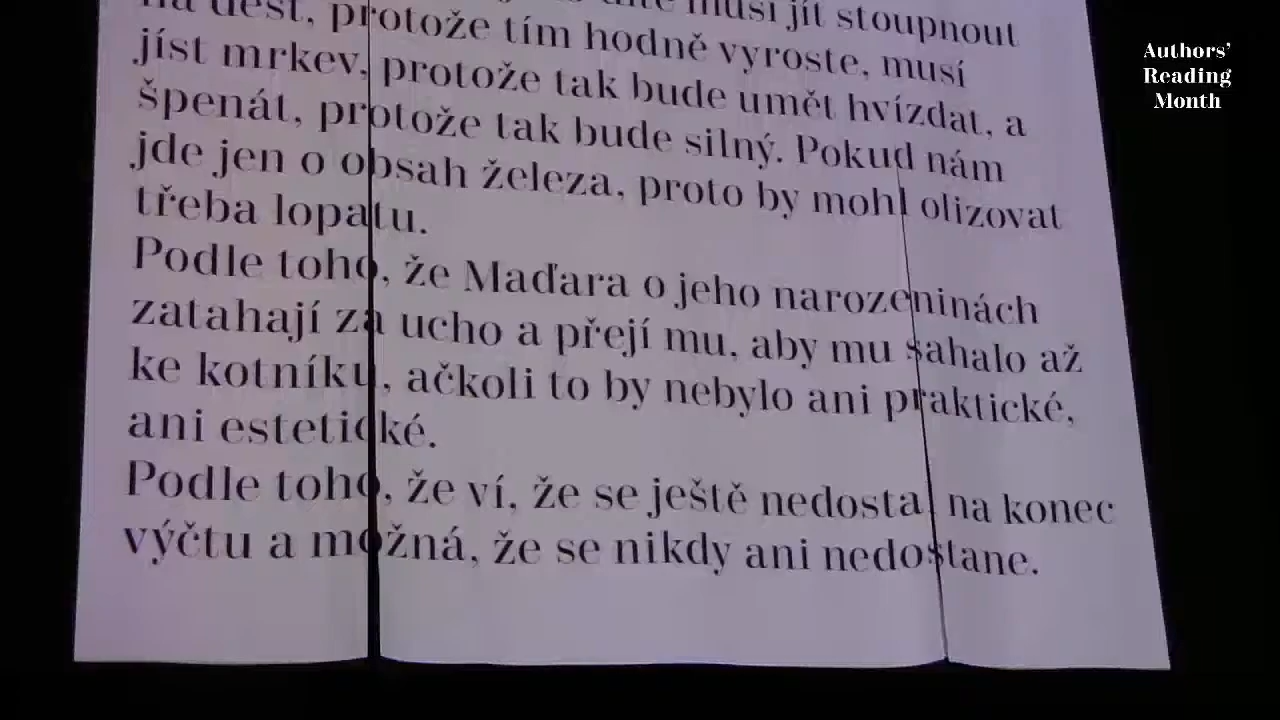 musí jít stoupnout
na déšť, protože tím hodně vyroste, musí
jíst mrkev, protože tak bude umět hvízdat, a
špenát, protože tak bude silný. Pokud nám
jde jen o obsah železa, proto by mohl olizovat
třeba lopatu.
Podle toho, že Maďara o jeho narozeninách
zatahají za ucho a přejí mu, aby mu sahalo až
ke kotníku, ačkoli to by nebylo ani praktické,
ani estetické.
Podle toho, že ví, že se ještě nedostal na konec
výčtu a možná, že se nikdy ani nedostane.
Authors’
Reading
Month